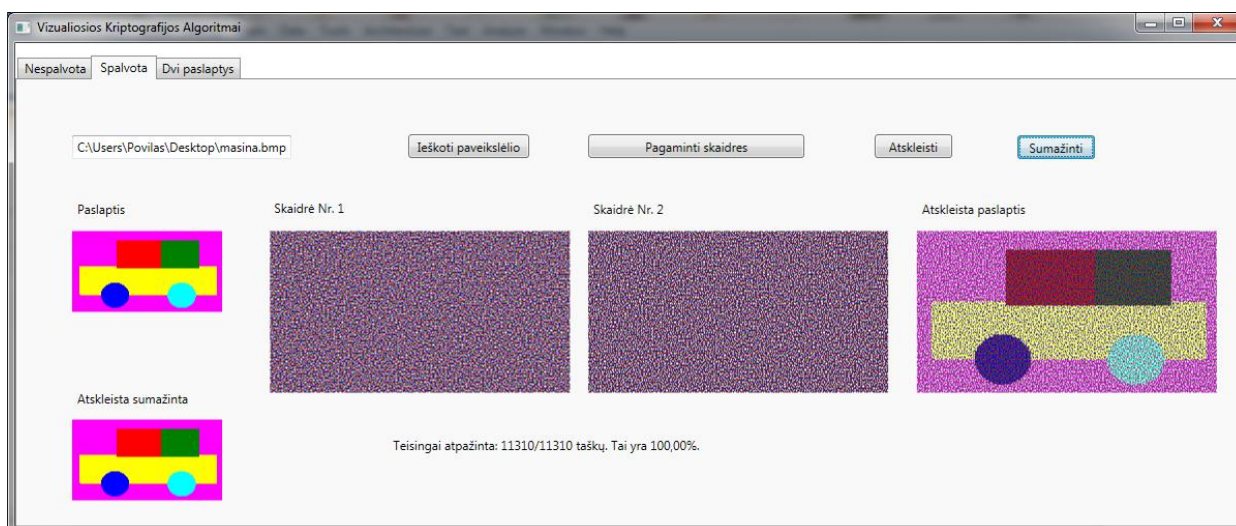 Vizualiosios Kriptografijos Algoritmai
Nespalvota Spalvota Dvi paslaptys
C:\Users\Povilas\Desktop\masina.bmp Ieškoti paveikslėlio Pagaminti skaidres Atskleisti Sumažinti
Paslaptis Skaidrė Nr. 1 Skaidrė Nr. 2 Atskleista paslaptis
Atskleista sumažinta
Teisingai atpažinta: 11310/11310 taškų. Tai yra 100,00%.